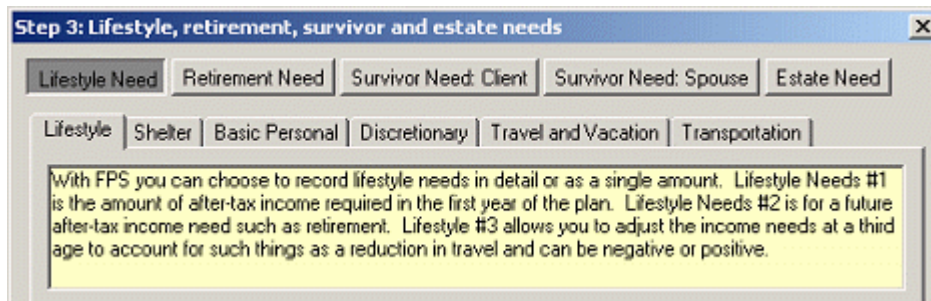 Step 3: Lifestyle, retirement, survivor and estate needs
Lifestyle Need Retirement Need Survivor Need: Client Survivor Need: Spouse Estate Need
Lifestyle Shelter Basic Personal Discretionary Travel and Vacation Transportation
With FPS you can choose to record lifestyle needs in detail or as a single amount. Lifestyle Needs #1
is the amount of after-tax income required in the first year of the plan. Lifestyle Needs #2 is for a future
after-tax income need such as retirement. Lifestyle #3 allows you to adjust the income needs at a third
age to account for such things as a reduction in travel and can be negative or positive.